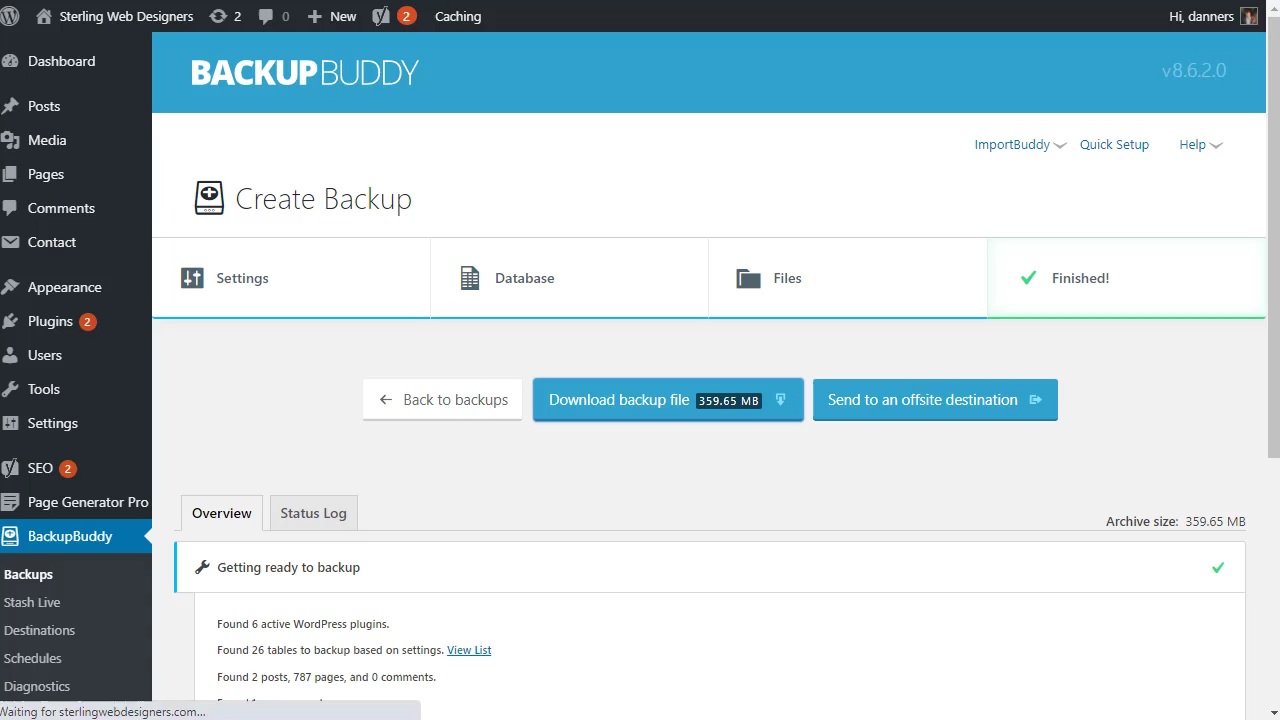 Sterling Web Designers 2 0 New 2 Caching Hi, danners
Dashboard
Posts
Media
Pages
Comments
Contact
Appearance
Plugins 2
Users
Tools
Settings
SEO 2
Page Generator Pro
BackupBuddy
Backups
Stash Live
Destinations
Schedules
Diagnostics
Waiting for sterlingwebdesigners.com...
BACKUPBUDDY v8.6.2.0
ImportBuddy Quick Setup Help
Create Backup
Settings Database Files Finished!
Back to backups Download backup file 359.65 MB Send to an offsite destination
Overview Status Log Archive size: 359.65 MB
Getting ready to backup
Found 6 active WordPress plugins.
Found 26 tables to backup based on settings. View List
Found 2 posts, 787 pages, and 0 comments.